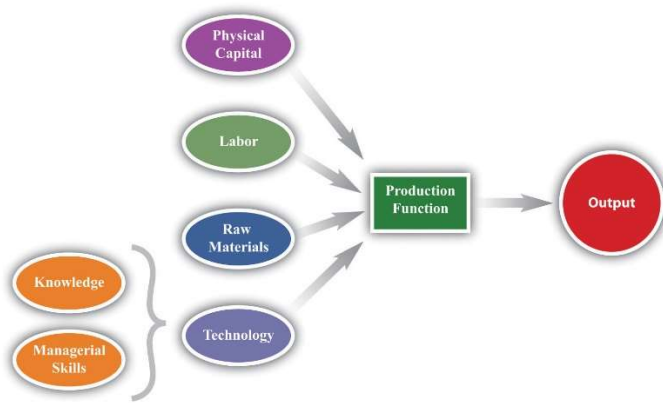 Physical
Capital
Labor
Raw
Materials
Technology
Knowledge
Managerial
Skills
Production
Function
Output